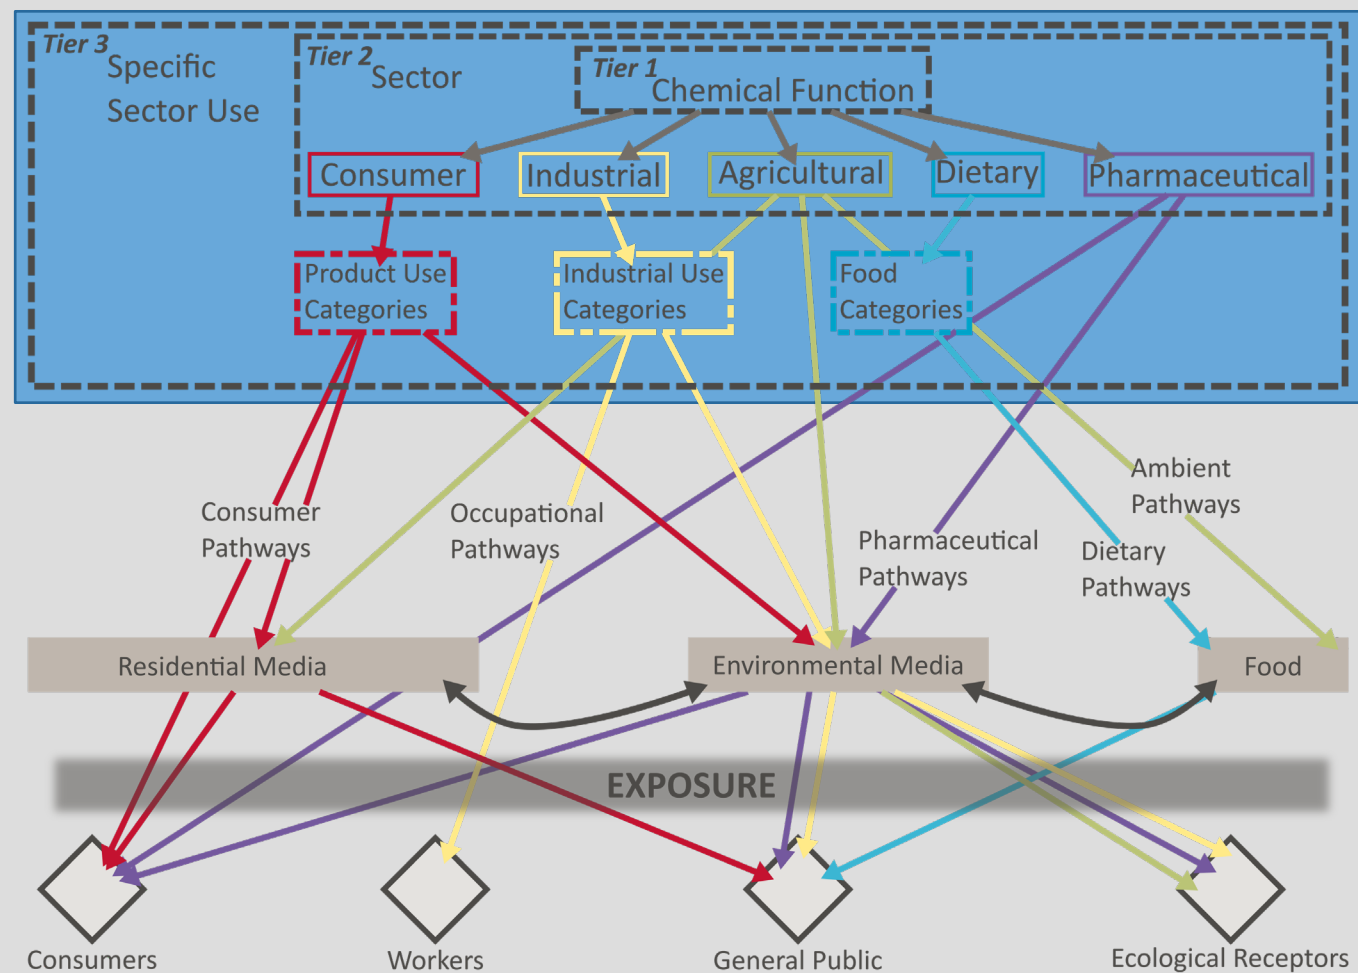 Tier 3
Specific
Sector Use
Tier 2
Sector
Tier 1
Chemical Function
Consumer
Industrial
Agricultural
Dietary
Pharmaceutical
Product Use
Categories
Industrial Use
Categories
Food
Categories
Consumer
Pathways
Occupational
Pathways
Pharmaceutical
Pathways
Dietary
Pathways
Ambient
Pathways
Residential Media
Environmental Media
Food
EXPOSURE
Consumers
Workers
General Public
Ecological Receptors